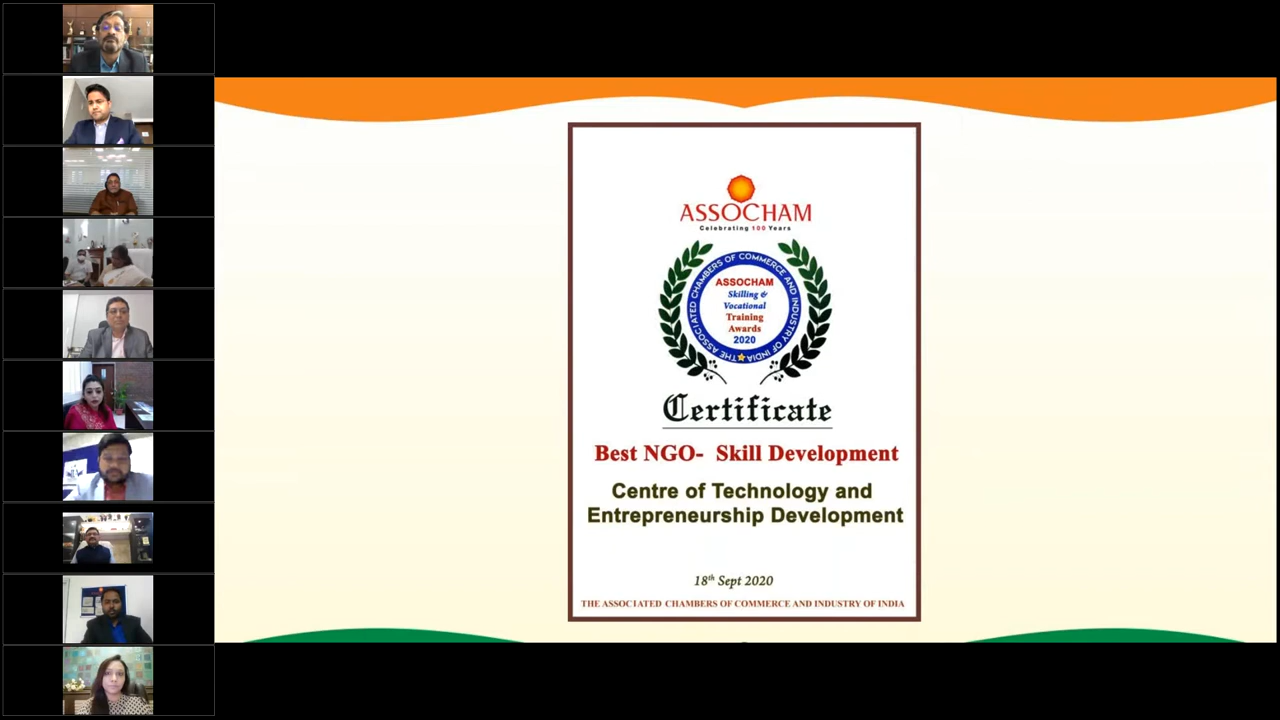 ASSOCHAM
Celebrating 100 Years
THE ASSOCIATED CHAMBERS OF COMMERCE AND INDUSTRY OF INDIA
ASSOCHAM
Skilling &
Vocational
Training
Awards
2020
Certificate
Best NGO- Skill Development
Centre of Technology and
Entrepreneurship Development
18th Sept 2020
THE ASSOCIATED CHAMBERS OF COMMERCE AND INDUSTRY OF INDIA